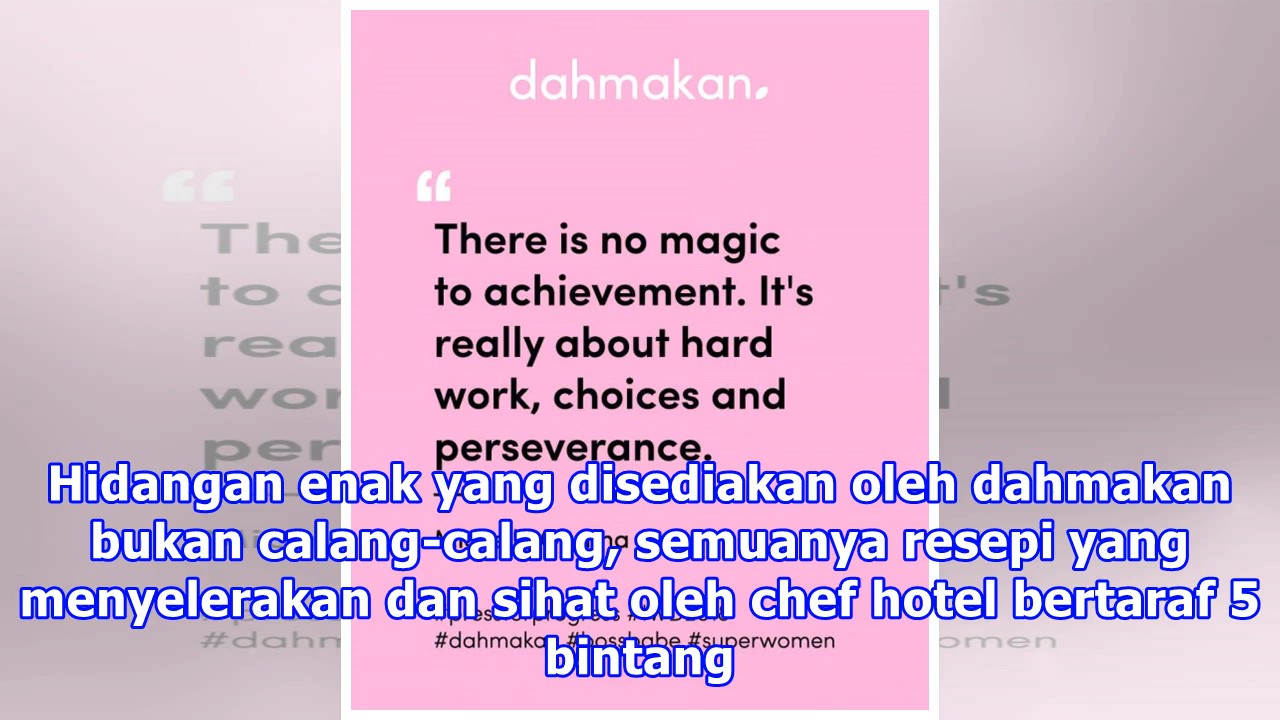 dahmakan.
“
There is no magic
to achievement. It's
really about hard
work, choices and
perseverance.
Hidangan enak yang disediakan oleh dahmakan
bukan calang-calang, semuanya resepi yang
menyelerakan dan sihat oleh chef hotel bertaraf 5
bintang
#dahmakan #bossbabe #superwomen